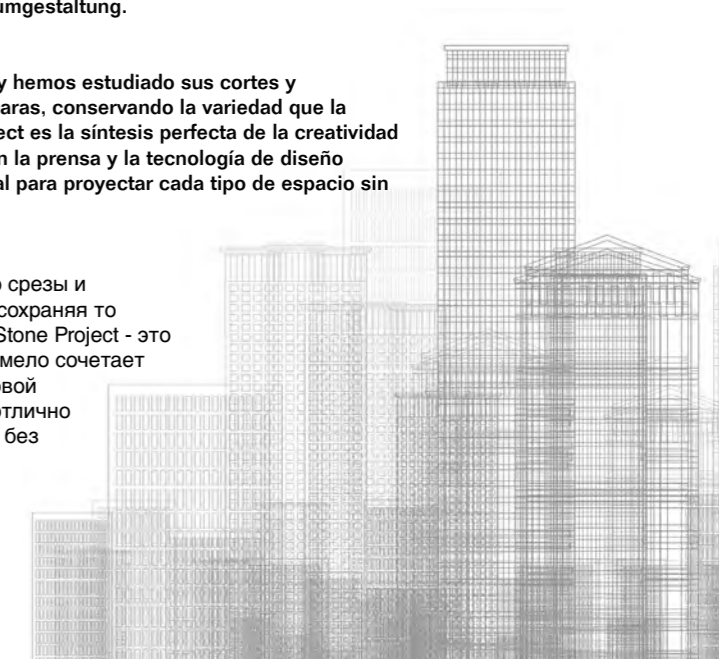 umgestaltung.
y hemos estudiado sus cortes y
aras, conservando la variedad que la
ect es la síntesis perfecta de la creatividad
n la prensa y la tecnología de diseño
al para proyectar cada tipo de espacio sin
о срезы и
сохраняя то
Stone Project - это
мело сочетает
овой
отлично
без